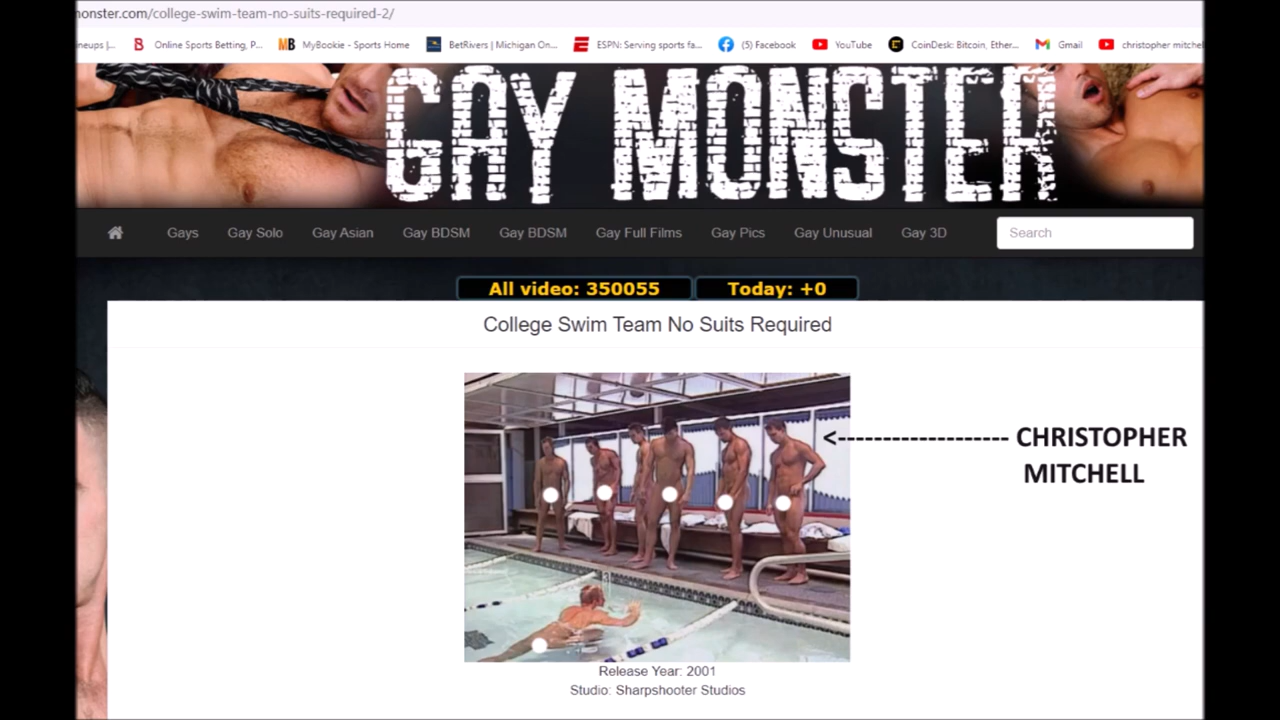 monster.com/college-swim-team-no-suits-required-2/
ineups |... Online Sports Betting, P... MyBookie - Sports Home BetRivers | Michigan On... ESPN: Serving sports fa... (5) Facebook YouTube CoinDesk: Bitcoin, Ether... Gmail christopher mitchel
GAY MONSTER
Gays Gay Solo Gay Asian Gay BDSM Gay BDSM Gay Full Films Gay Pics Gay Unusual Gay 3D Search
All video: 350055 Today: +0
College Swim Team No Suits Required
<------------------- CHRISTOPHER
MITCHELL
Release Year: 2001
Studio: Sharpshooter Studios